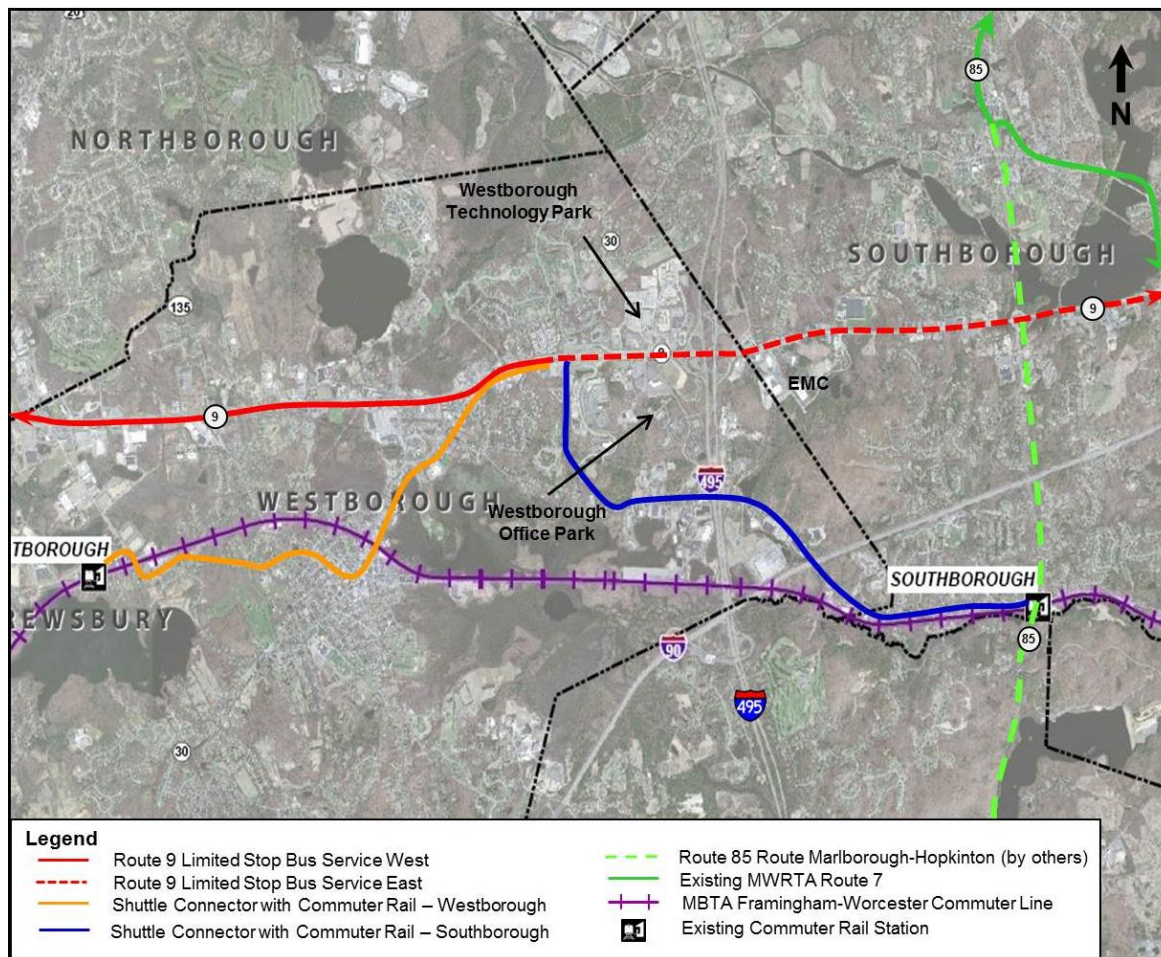 20
85
N
NORTHBOROUGH
Westborough
Technology Park
30
SOUTHBOROUGH
135
9
9
EMC
9
495
WESTBOROUGH
Westborough
Office Park
TBOROUGH
SOUTHBOROUGH
REWSBURY
90
85
495
30
Legend
Route 9 Limited Stop Bus Service West
Route 9 Limited Stop Bus Service East
Shuttle Connector with Commuter Rail – Westborough
Shuttle Connector with Commuter Rail – Southborough
Route 85 Route Marlborough-Hopkinton (by others)
Existing MWRTA Route 7
MBTA Framingham-Worcester Commuter Line
Existing Commuter Rail Station